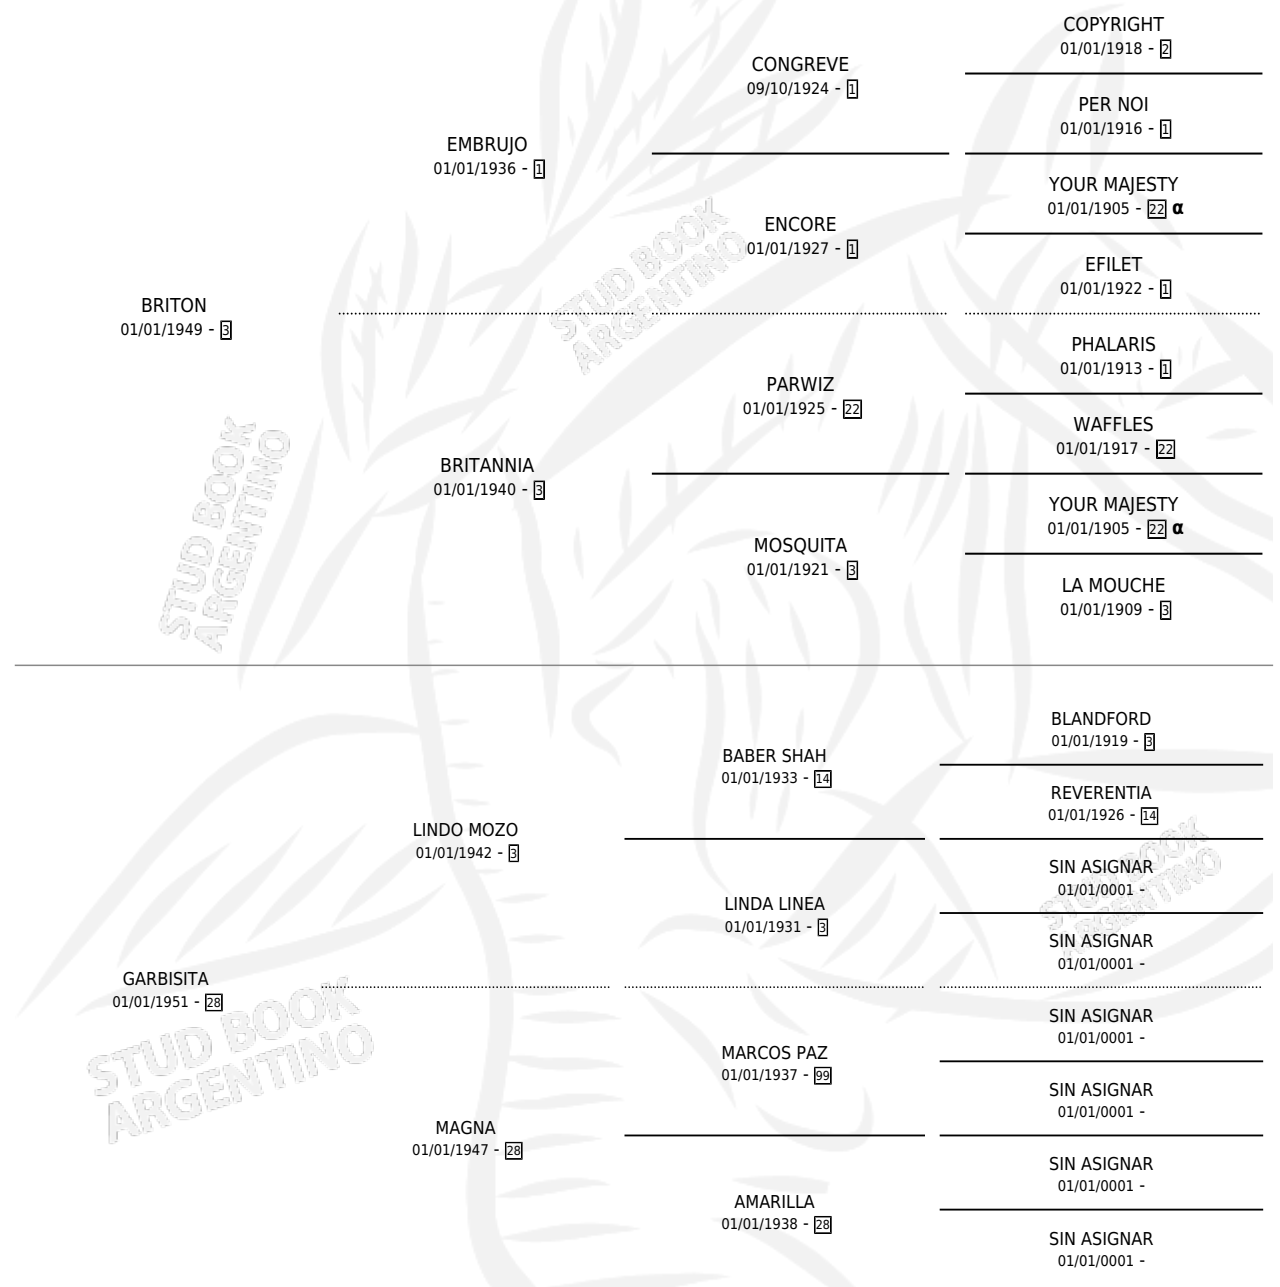 COPYRIGHT
01/01/1918 - 2
CONGREVE
09/10/1924 - 1
PER NOI
01/01/1916 - 1
EMBRUJO
01/01/1936 - 1
YOUR MAJESTY
01/01/1905 - 22 α
ENCORE
01/01/1927 - 1
EFILET
01/01/1922 - 1
BRITON
01/01/1949 - 3
PHALARIS
01/01/1913 - 1
PARWIZ
01/01/1925 - 22
WAFFLES
01/01/1917 - 22
BRITANNIA
01/01/1940 - 3
YOUR MAJESTY
01/01/1905 - 22 α
MOSQUITA
01/01/1921 - 3
LA MOUCHE
01/01/1909 - 3
BLANDFORD
01/01/1919 - 3
BABER SHAH
01/01/1933 - 14
REVERENTIA
01/01/1926 - 14
LINDO MOZO
01/01/1942 - 3
SIN ASIGNAR
01/01/0001 -
LINDA LINEA
01/01/1931 - 3
SIN ASIGNAR
01/01/0001 -
GARBISITA
01/01/1951 - 28
SIN ASIGNAR
01/01/0001 -
MARCOS PAZ
01/01/1937 - 99
SIN ASIGNAR
01/01/0001 -
MAGNA
01/01/1947 - 28
SIN ASIGNAR
01/01/0001 -
AMARILLA
01/01/1938 - 28
SIN ASIGNAR
01/01/0001 -
STUD BOOK
ARGENTINO
STUD BOOK
ARGENTINO
STUD BOOK
ARGENTINO
STUD BOOK
ARGENTINO